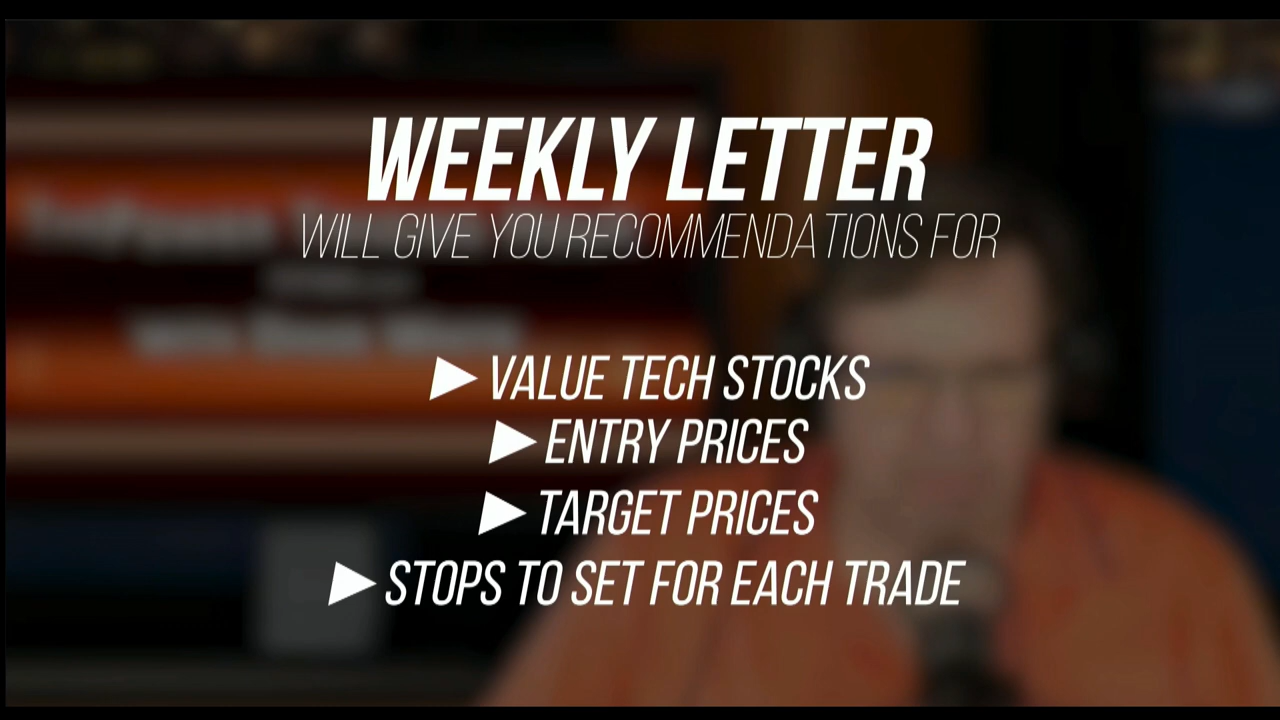 WEEKLY LETTER
WILL GIVE YOU RECOMMENDATIONS FOR
▶ VALUE TECH STOCKS
▶ ENTRY PRICES
▶ TARGET PRICES
▶ STOPS TO SET FOR EACH TRADE